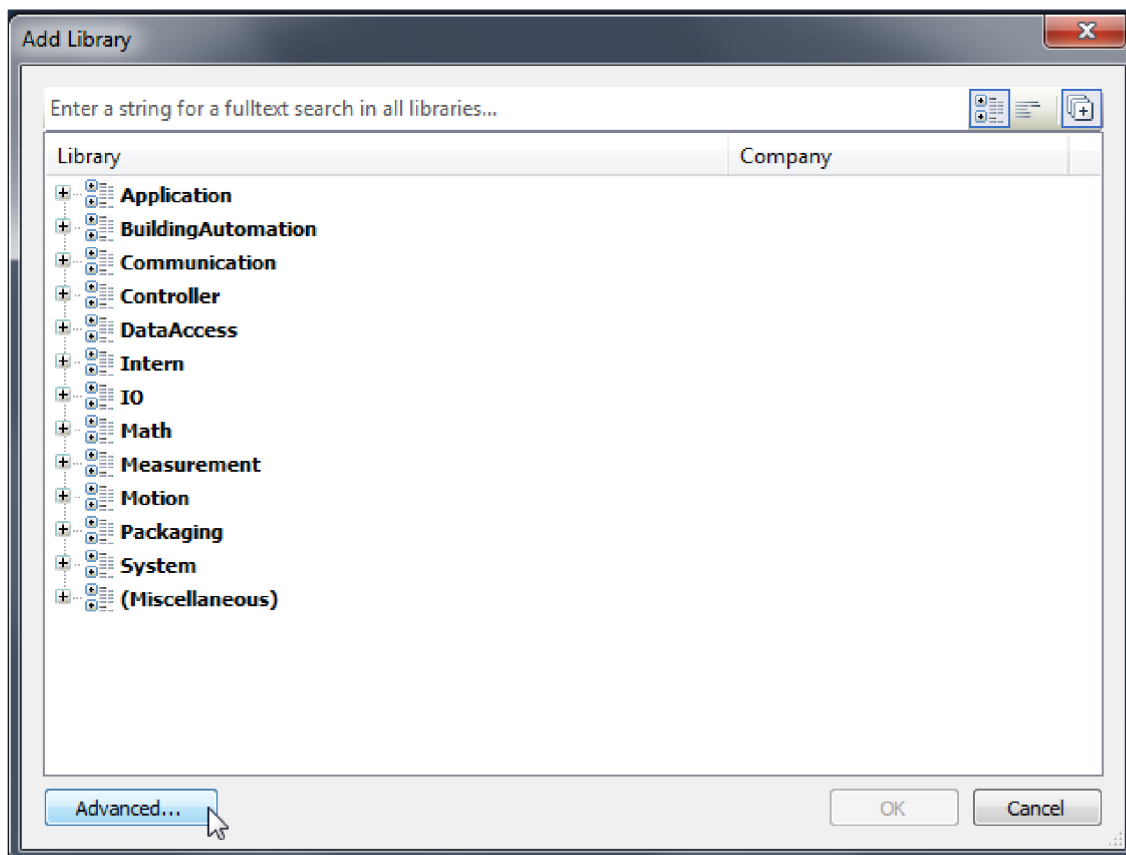 Add Library
Enter a string for a fulltext search in all libraries...
Library Company
Application
BuildingAutomation
Communication
Controller
DataAccess
Intern
IO
Math
Measurement
Motion
Packaging
System
(Miscellaneous)
Advanced... OK Cancel